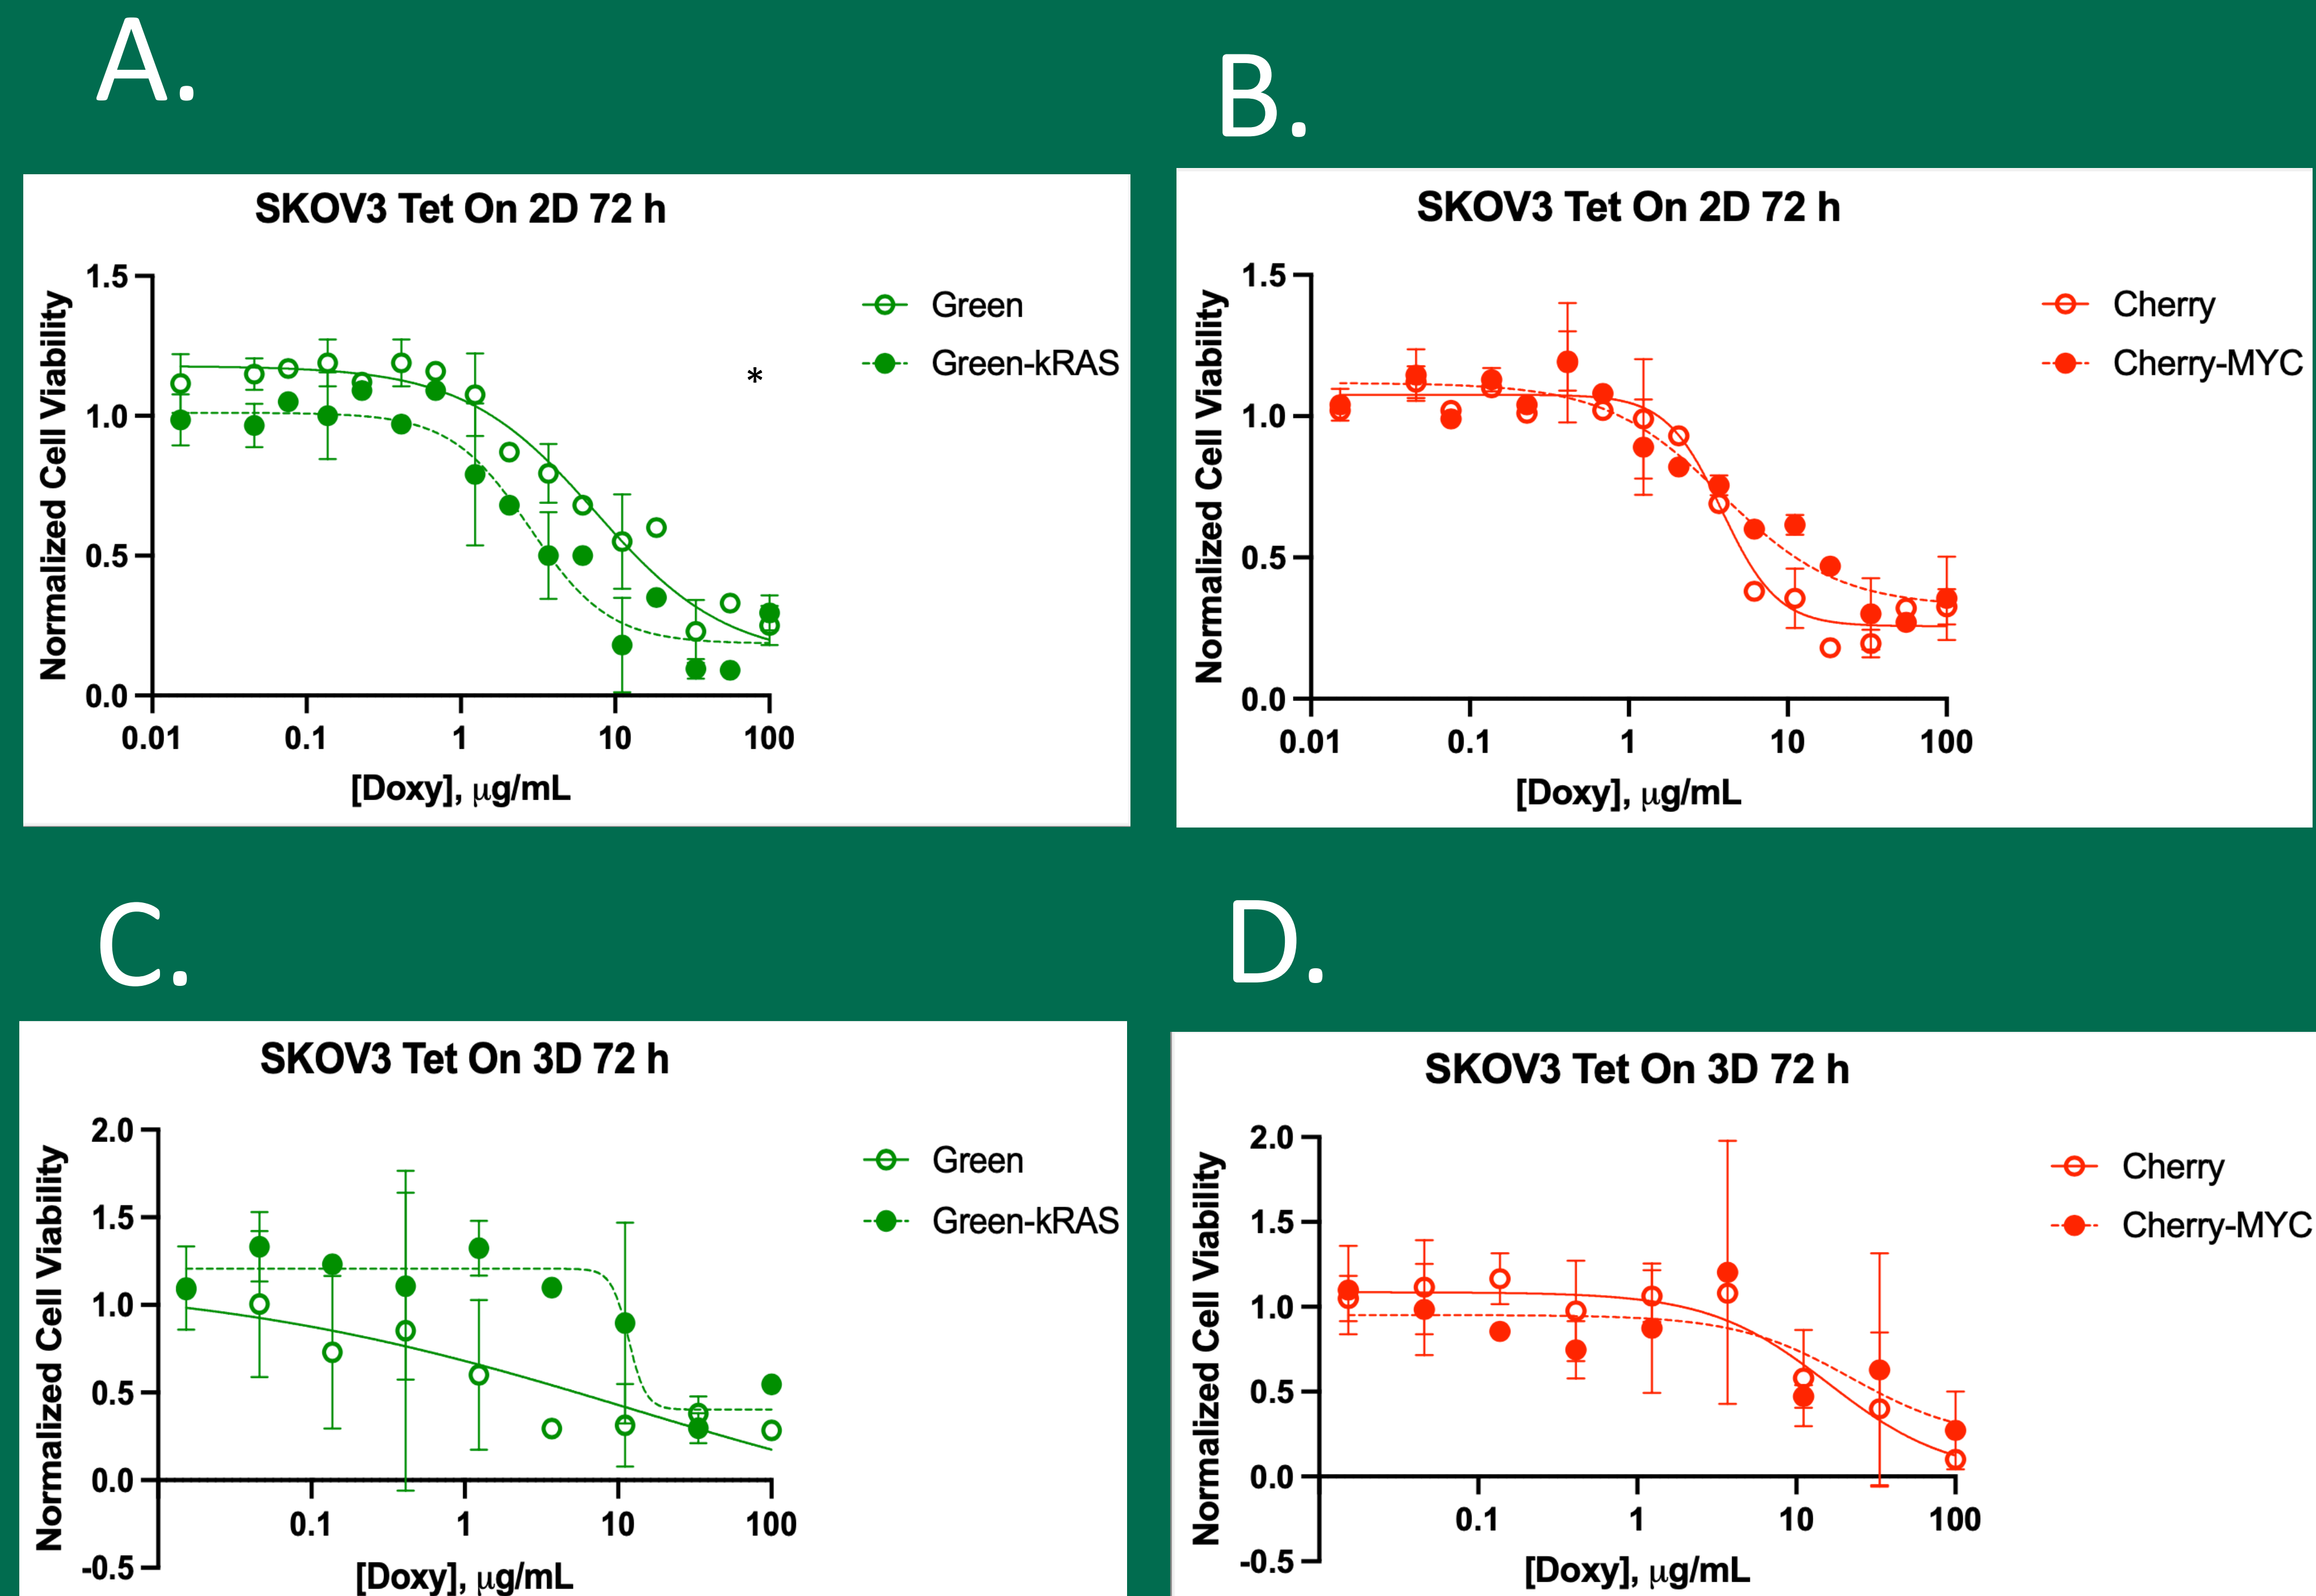 A.
SKOV3 Tet On 2D 72 h
Normalized Cell Viability
1.5
1.0
0.5
0.0
0.01 0.1 1 10 100
[Doxy], μg/mL
Green
Green-kRAS
*
B.
SKOV3 Tet On 2D 72 h
Normalized Cell Viability
1.5
1.0
0.5
0.0
0.01 0.1 1 10 100
[Doxy], μg/mL
Cherry
Cherry-MYC
C.
SKOV3 Tet On 3D 72 h
Normalized Cell Viability
2.0
1.5
1.0
0.5
0.0
-0.5
0.1 1 10 100
[Doxy], μg/mL
Green
Green-kRAS
D.
SKOV3 Tet On 3D 72 h
Normalized Cell Viability
2.0
1.5
1.0
0.5
0.0
-0.5
0.1 1 10 100
[Doxy], μg/mL
Cherry
Cherry-MYC